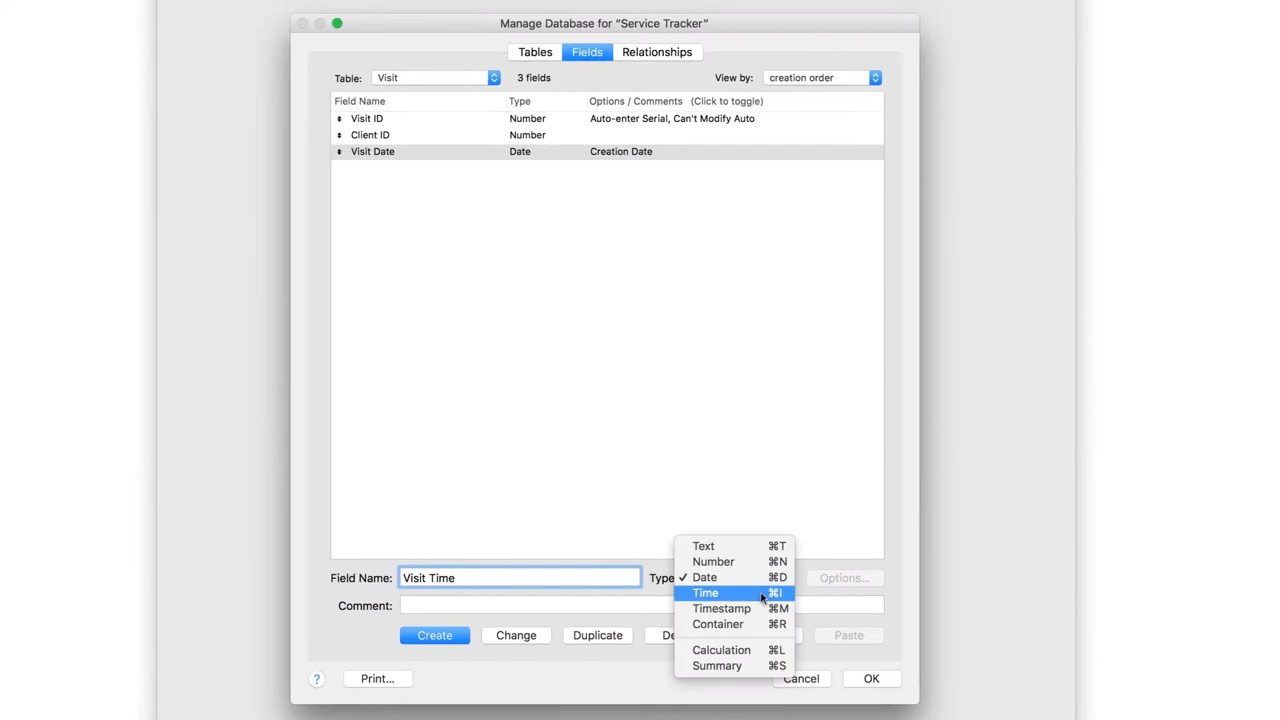 Manage Database for “Service Tracker”
Tables Fields Relationships
Table: Visit 3 fields View by: creation order
Field Name Type Options / Comments (Click to toggle)
Visit ID Number Auto-enter Serial, Can't Modify Auto
Client ID Number
Visit Date Date Creation Date
Text ⌘T
Number ⌘N
Field Name: Visit Time Type ✓ Date ⌘D Options...
Time ⌘I
Comment:
Timestamp ⌘M
Container ⌘R
Create Change Duplicate De Paste
Calculation ⌘L
Summary ⌘S
? Print... Cancel OK